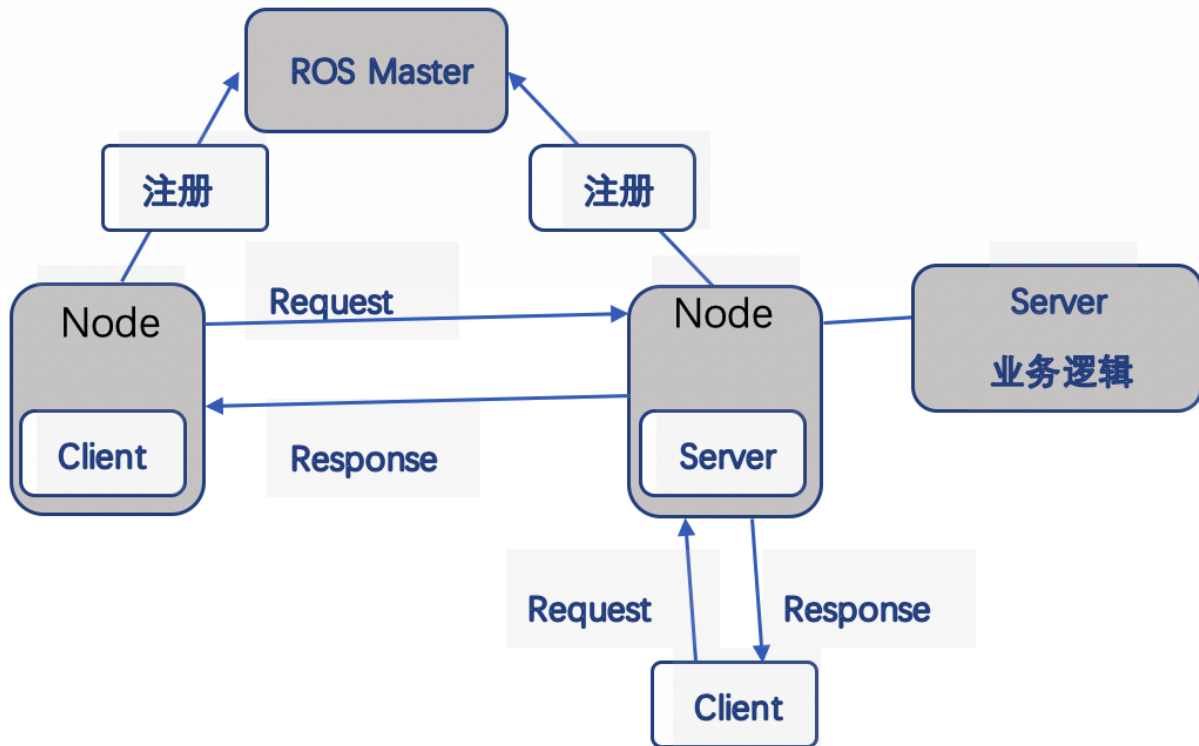 ROS Master
注册
注册
Request
Node
Node
Server
业务逻辑
Client
Response
Server
Request
Response
Client